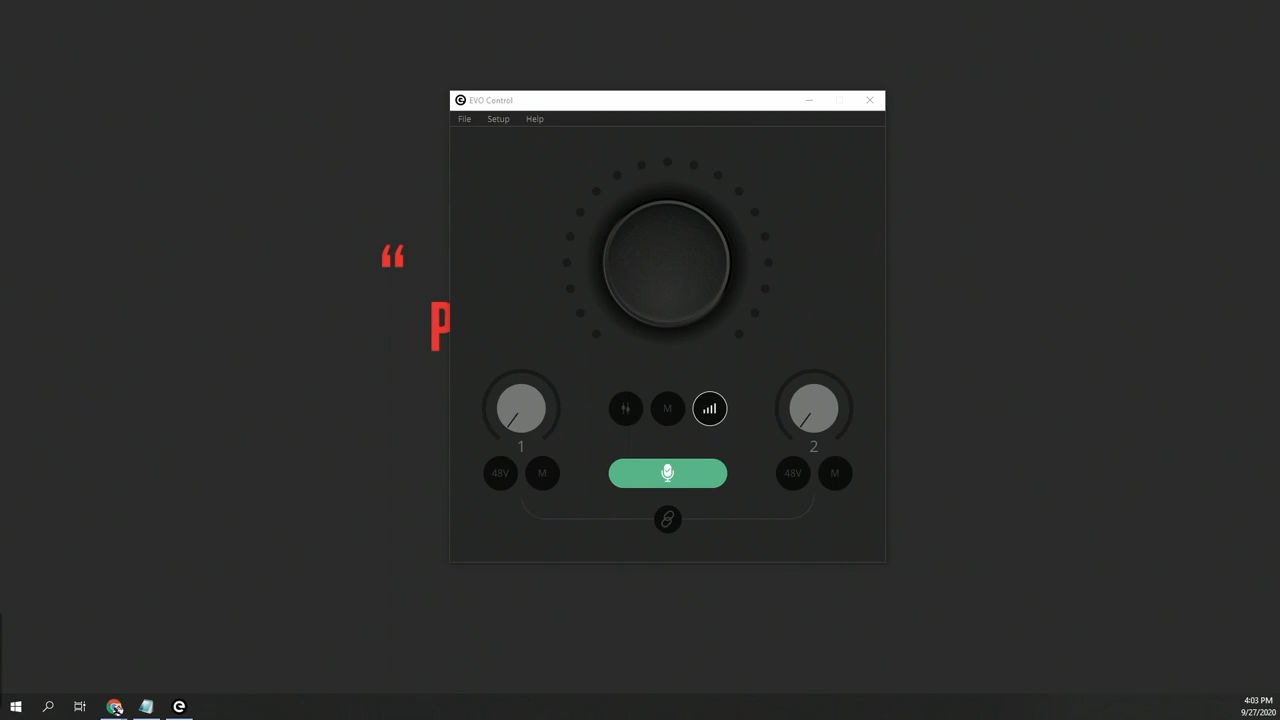 EVO Control
File Setup Help
“
P
1
M
2
48V M
48V M
4:03 PM
9/27/2020